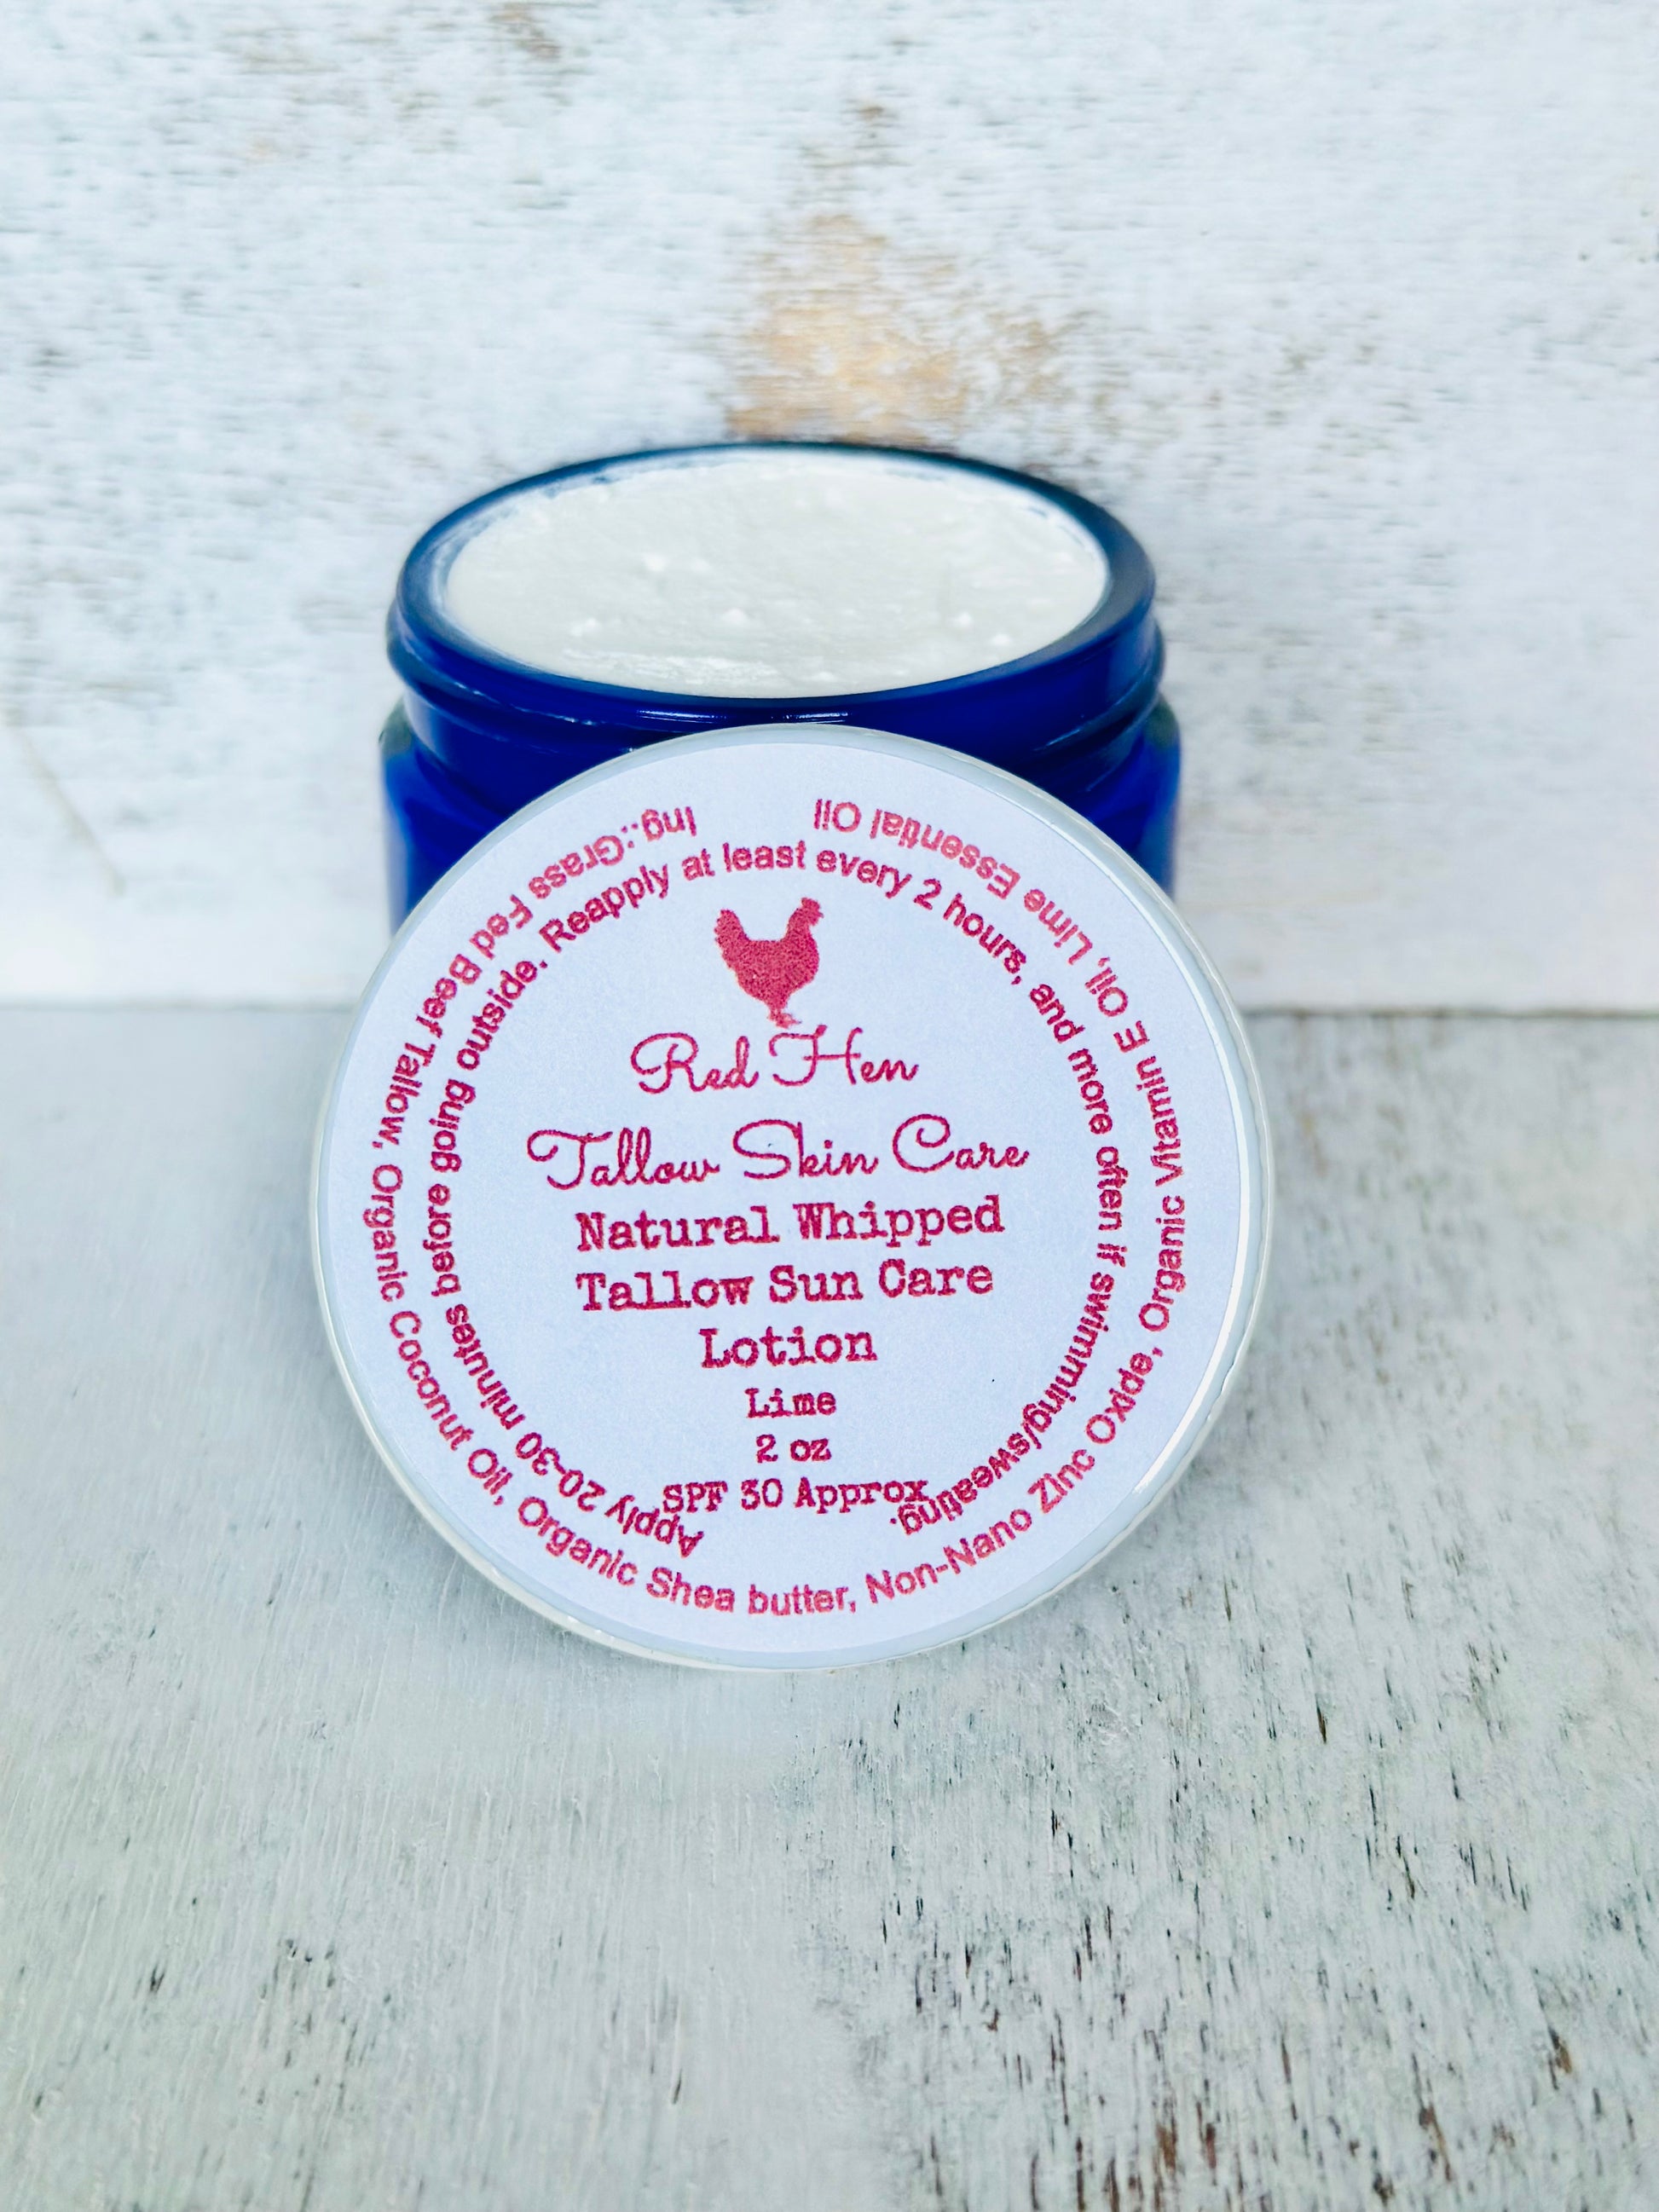 Red Hen
Tallow Skin Care
Natural Whipped
Tallow Sun Care
Lotion
Lime
2 oz
SPF 30 Approx
Apply 20-30 minutes before going outside. Reapply at least every 2 hours, and more often if swimming/sweating.
Ing.:Grass Fed Beef Tallow, Organic Coconut OIl, Organic Shea butter, Non-Nano ZInc Oxide, Organic Vitamin E Oil, Lime Essential Oil